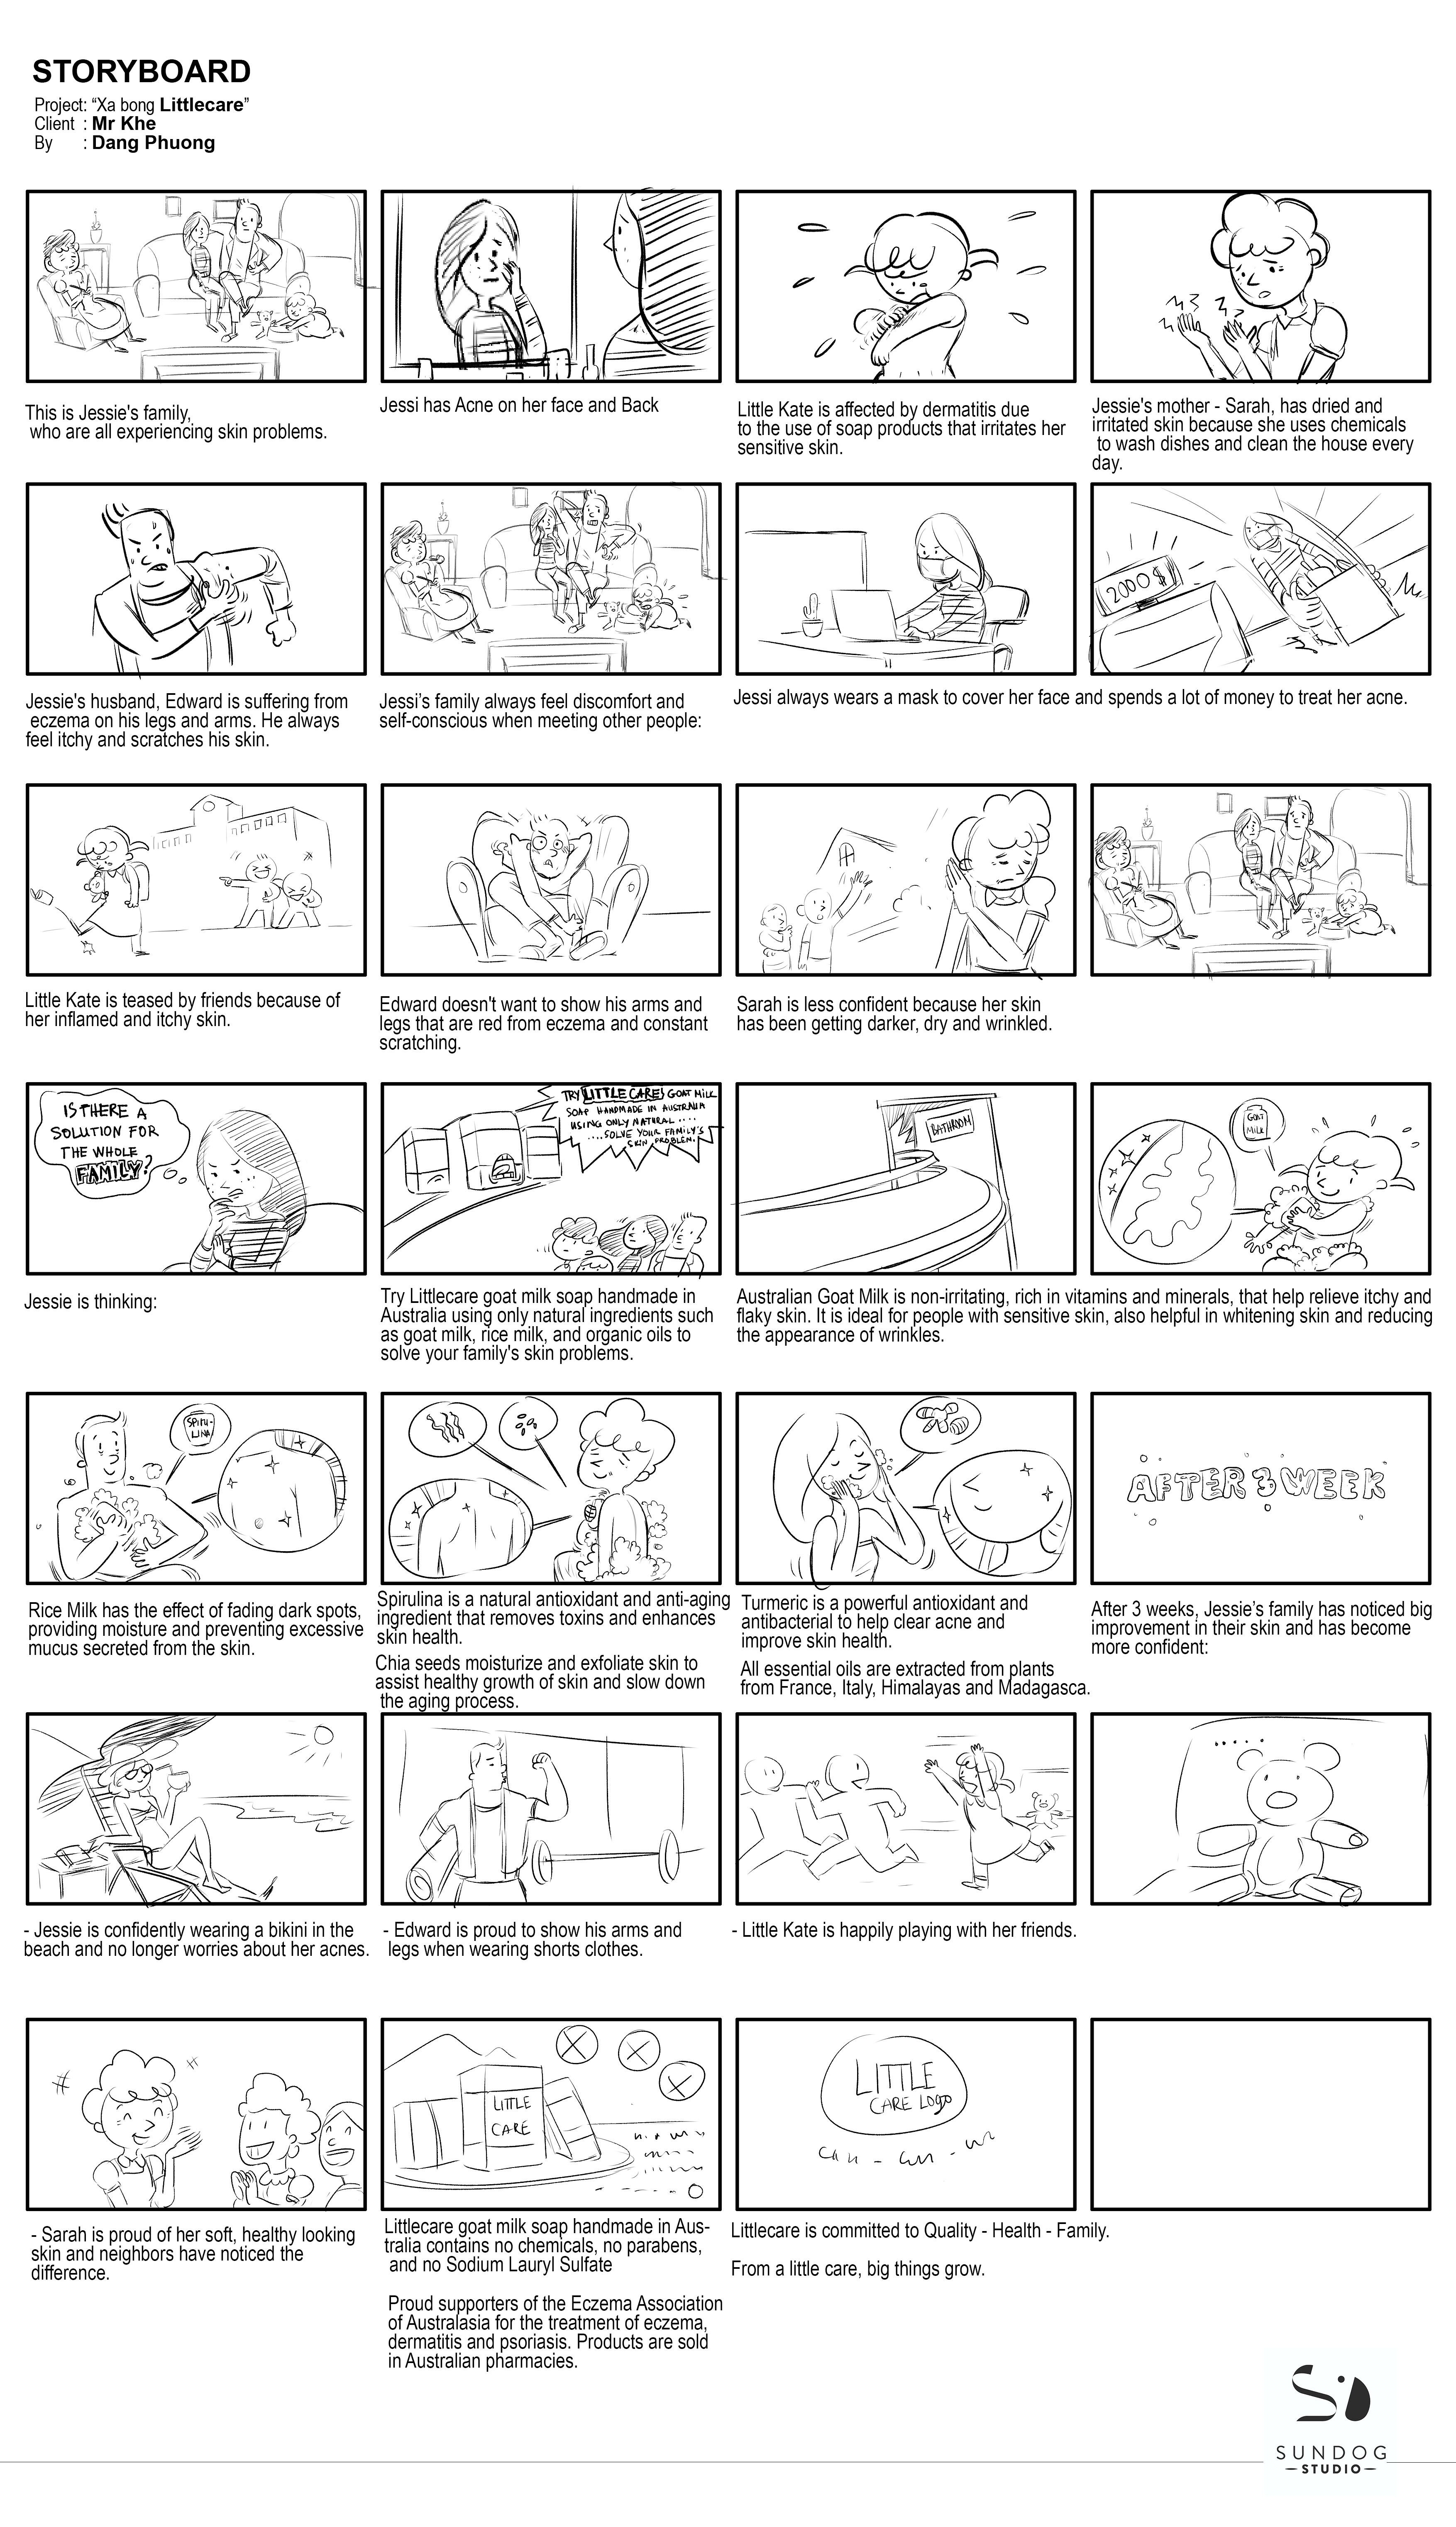 STORYBOARD
Project: “Xa bong Littlecare”
Client : Mr Khe
By : Dang Phuong
This is Jessie's family,
who are all experiencing skin problems.
Jessi has Acne on her face and Back
Little Kate is affected by dermatitis due
to the use of soap products that irritates her
sensitive skin.
Jessie's mother - Sarah, has dried and
irritated skin because she uses chemicals
to wash dishes and clean the house every
day.
2000 $
Jessie's husband, Edward is suffering from
eczema on his legs and arms. He always
feel itchy and scratches his skin.
Jessi’s family always feel discomfort and
self-conscious when meeting other people:
Jessi always wears a mask to cover her face and spends a lot of money to treat her acne.
Little Kate is teased by friends because of
her inflamed and itchy skin.
Edward doesn't want to show his arms and
legs that are red from eczema and constant
scratching.
Sarah is less confident because her skin
has been getting darker, dry and wrinkled.
IS THERE A
SOLUTION FOR
THE WHOLE
FAMILY?
Jessie is thinking:
TRY LITTLE CARE! GOAT MILK
SOAP HANDMADE IN AUSTRALIA
USING ONLY NATURAL ....
....SOLVE YOUR FAMILY'S
SKIN PROBLEM.
Try Littlecare goat milk soap handmade in
Australia using only natural ingredients such
as goat milk, rice milk, and organic oils to
solve your family's skin problems.
BATHROOM
GOAT
MILK
Australian Goat Milk is non-irritating, rich in vitamins and minerals, that help relieve itchy and
flaky skin. It is ideal for people with sensitive skin, also helpful in whitening skin and reducing
the appearance of wrinkles.
SPIRU-
LINA
Rice Milk has the effect of fading dark spots,
providing moisture and preventing excessive
mucus secreted from the skin.
Spirulina is a natural antioxidant and anti-aging
ingredient that removes toxins and enhances
skin health.
Chia seeds moisturize and exfoliate skin to
assist healthy growth of skin and slow down
the aging process.
Turmeric is a powerful antioxidant and
antibacterial to help clear acne and
improve skin health.
All essential oils are extracted from plants
from France, Italy, Himalayas and Madagasca.
AFTER 3 WEEK
After 3 weeks, Jessie’s family has noticed big
improvement in their skin and has become
more confident:
- Jessie is confidently wearing a bikini in the
beach and no longer worries about her acnes.
- Edward is proud to show his arms and
legs when wearing shorts clothes.
- Little Kate is happily playing with her friends.
- Sarah is proud of her soft, healthy looking
skin and neighbors have noticed the
difference.
LITTLE
CARE
Littlecare goat milk soap handmade in Aus-
tralia contains no chemicals, no parabens,
and no Sodium Lauryl Sulfate
Proud supporters of the Eczema Association
of Australasia for the treatment of eczema,
dermatitis and psoriasis. Products are sold
in Australian pharmacies.
LITTLE
CARE LOGO
Littlecare is committed to Quality - Health - Family.
From a little care, big things grow.
SUNDOG
STUDIO